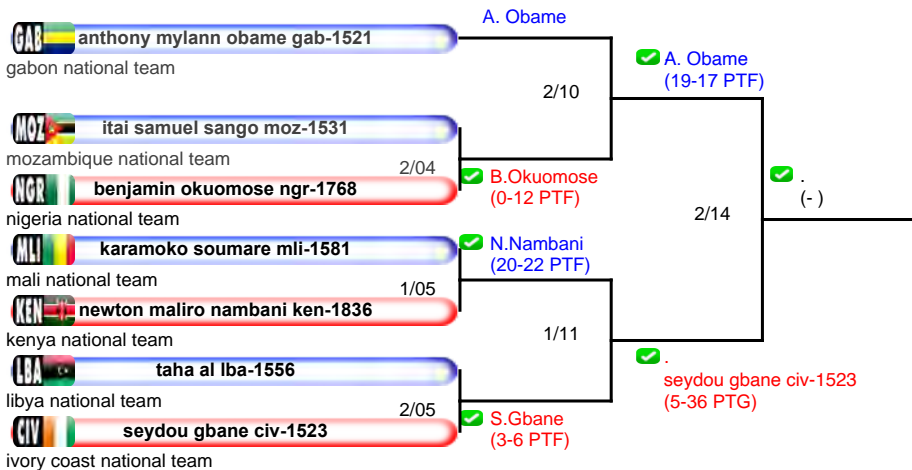 A. Obame
GAB anthony mylann obame gab-1521
gabon national team
A. Obame
(19-17 PTF)
2/10
MOZ itai samuel sango moz-1531
mozambique national team
2/04
B.Okuomose
(0-12 PTF)
NGR benjamin okuomose ngr-1768
nigeria national team
.
(- )
2/14
MLI karamoko soumare mli-1581
mali national team
N.Nambani
(20-22 PTF)
1/05
KEN newton maliro nambani ken-1836
kenya national team
1/11
LBA taha al lba-1556
libya national team
.
seydou gbane civ-1523
(5-36 PTG)
2/05
S.Gbane
(3-6 PTF)
CIV seydou gbane civ-1523
ivory coast national team